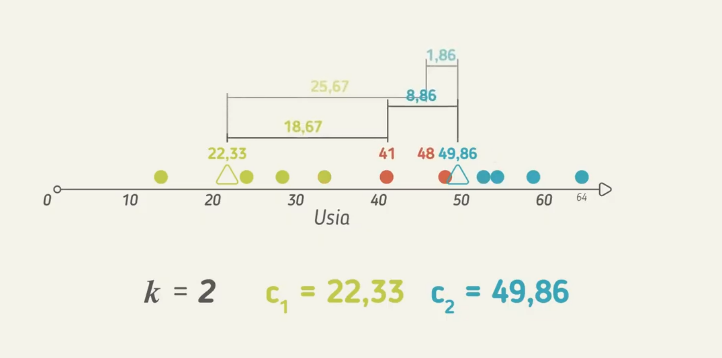 1,86
25,67
8,86
18,67
22,33 41 48 49,86
0 10 20 30 40 50 60 64
Usia
k = 2 c1 = 22,33 c2 = 49,86